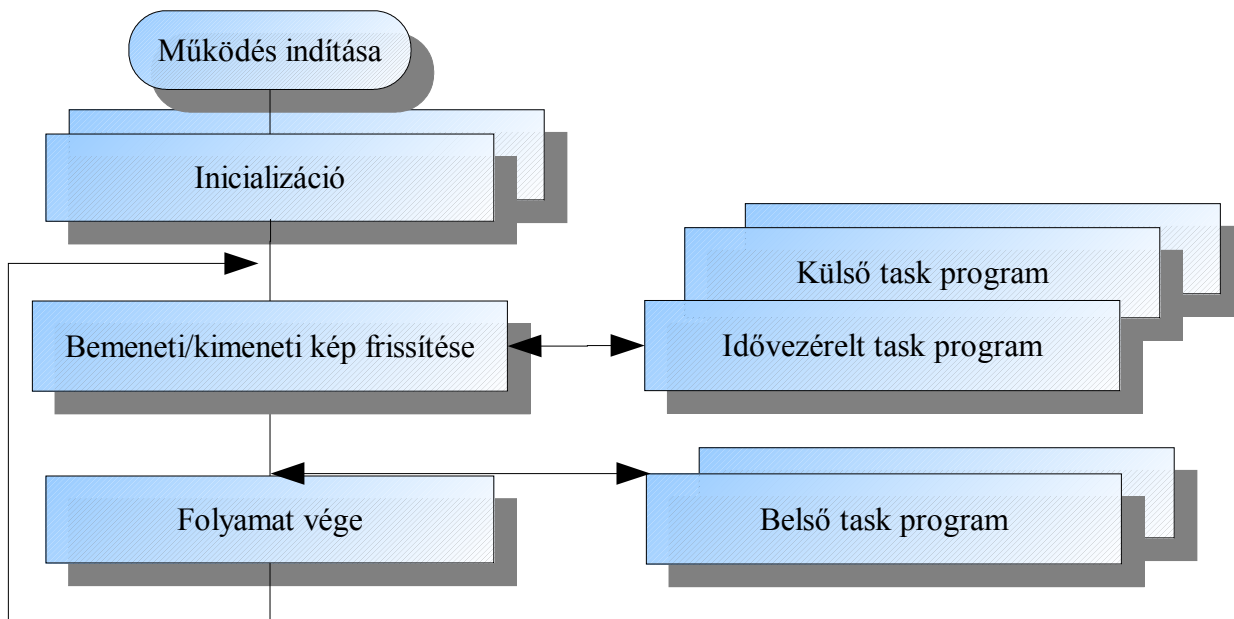 Működés indítása
Inicializáció
Külső task program
Bemeneti/kimeneti kép frissítése
Idővezérelt task program
Folyamat vége
Belső task program